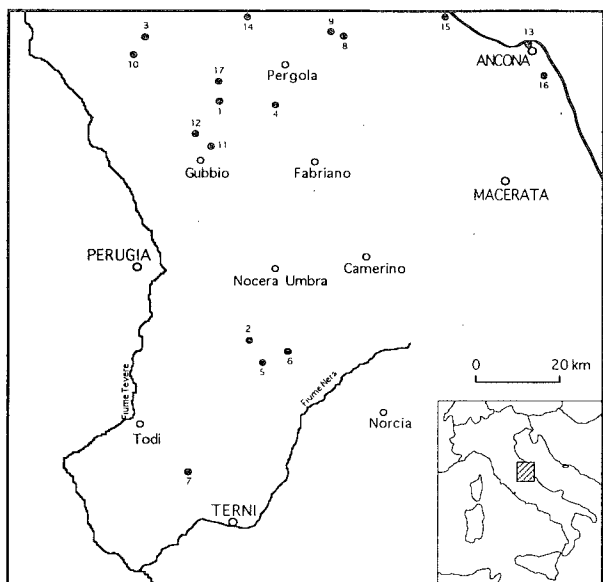 14
9
15
3
8
13
10
ANCONA
Pergola
16
17
1
4
12
11
Gubbio
Fabriano
MACERATA
PERUGIA
Camerino
Nocera Umbra
2
6
5
0 20 km
Fiume Tevere
Fiume Nera
Norcia
Todi
7
TERNI